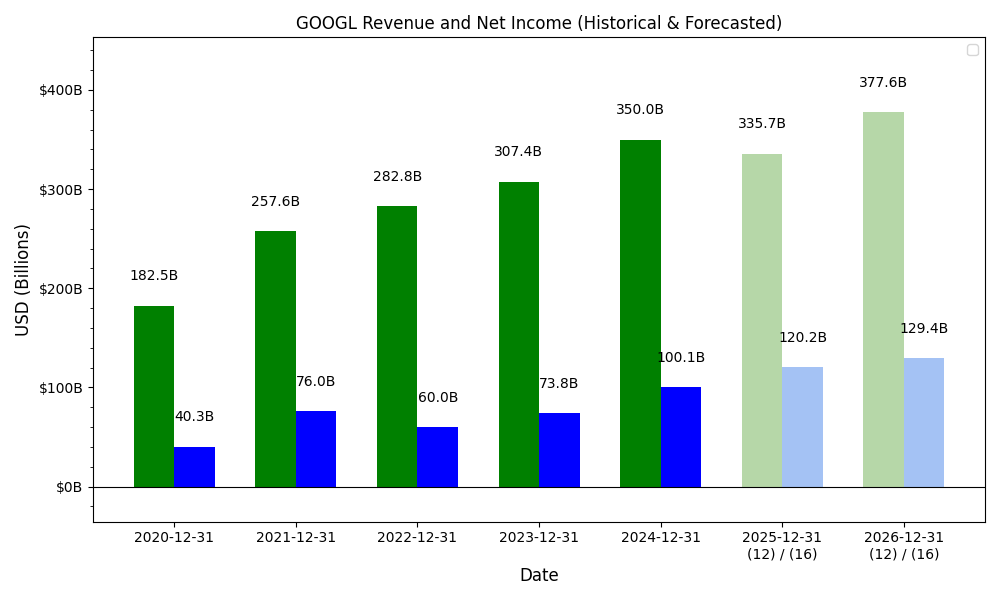 GOOGL Revenue and Net Income (Historical & Forecasted)
$400B
$300B
$200B
$100B
$0B
USD (Billions)
182.5B
40.3B
257.6B
76.0B
282.8B
60.0B
307.4B
73.8B
350.0B
100.1B
335.7B
120.2B
377.6B
129.4B
2020-12-31
2021-12-31
2022-12-31
2023-12-31
2024-12-31
2025-12-31
(12) / (16)
2026-12-31
(12) / (16)
Date